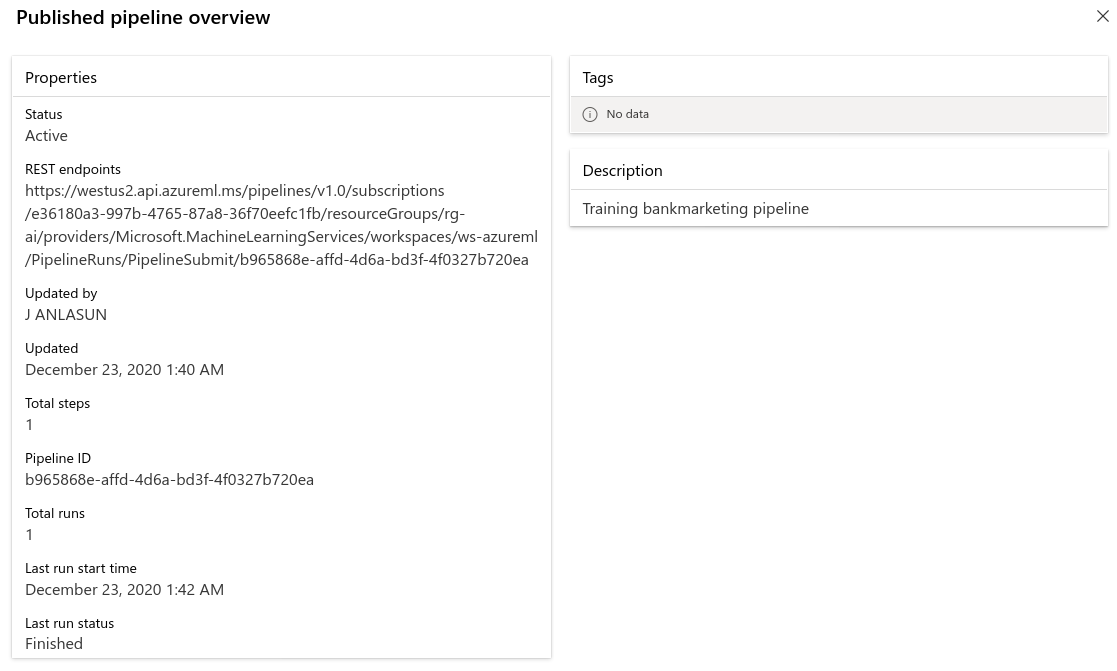 Published pipeline overview
Properties
Status
Active
REST endpoints
https://westus2.api.azureml.ms/pipelines/v1.0/subscriptions
/e36180a3-997b-4765-87a8-36f70eefc1fb/resourceGroups/rg-
ai/providers/Microsoft.MachineLearningServices/workspaces/ws-azureml
/PipelineRuns/PipelineSubmit/b965868e-affd-4d6a-bd3f-4f0327b720ea
Updated by
J ANLASUN
Updated
December 23, 2020 1:40 AM
Total steps
1
Pipeline ID
b965868e-affd-4d6a-bd3f-4f0327b720ea
Total runs
1
Last run start time
December 23, 2020 1:42 AM
Last run status
Finished
Tags
No data
Description
Training bankmarketing pipeline